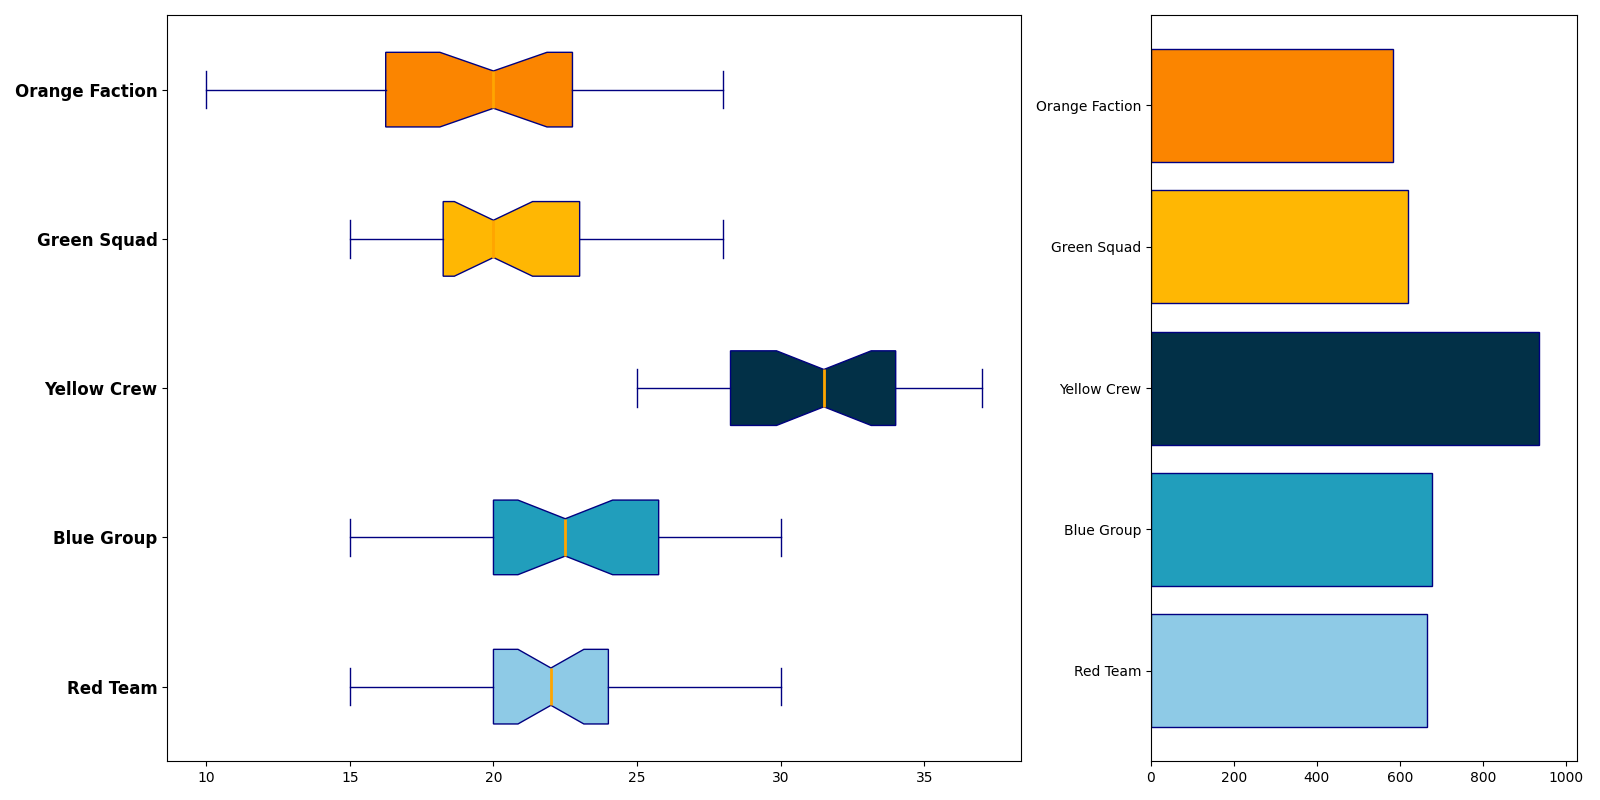 Orange Faction
Green Squad
Yellow Crew
Blue Group
Red Team
10 15 20 25 30 35
Orange Faction
Green Squad
Yellow Crew
Blue Group
Red Team
0 200 400 600 800 1000